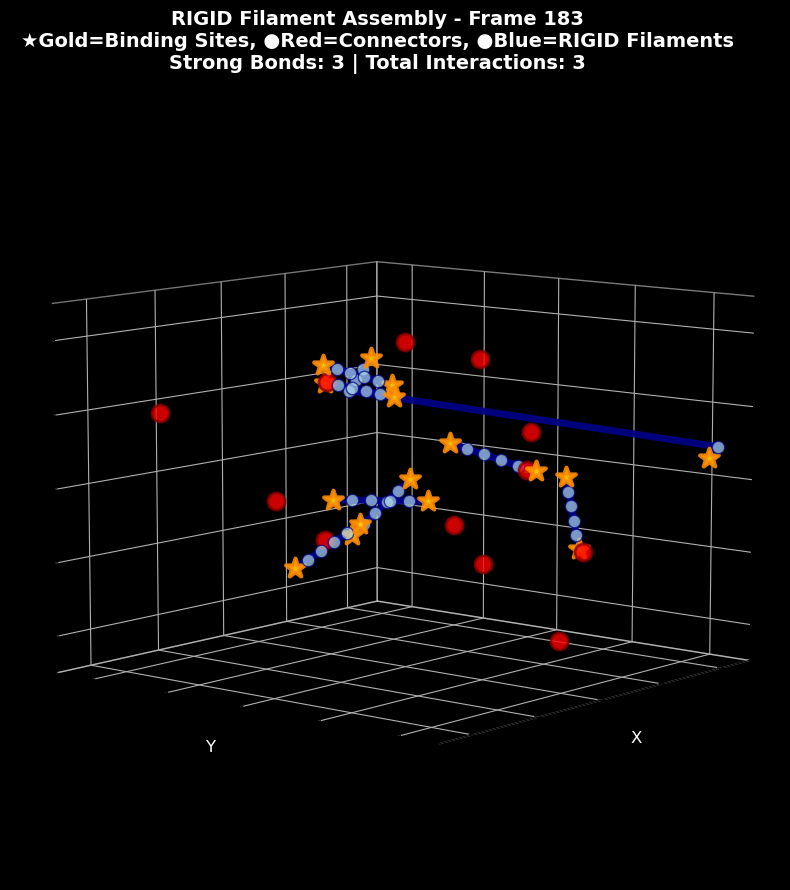 RIGID Filament Assembly - Frame 183
★Gold=Binding Sites, ●Red=Connectors, ●Blue=RIGID Filaments
Strong Bonds: 3 | Total Interactions: 3
Y
X